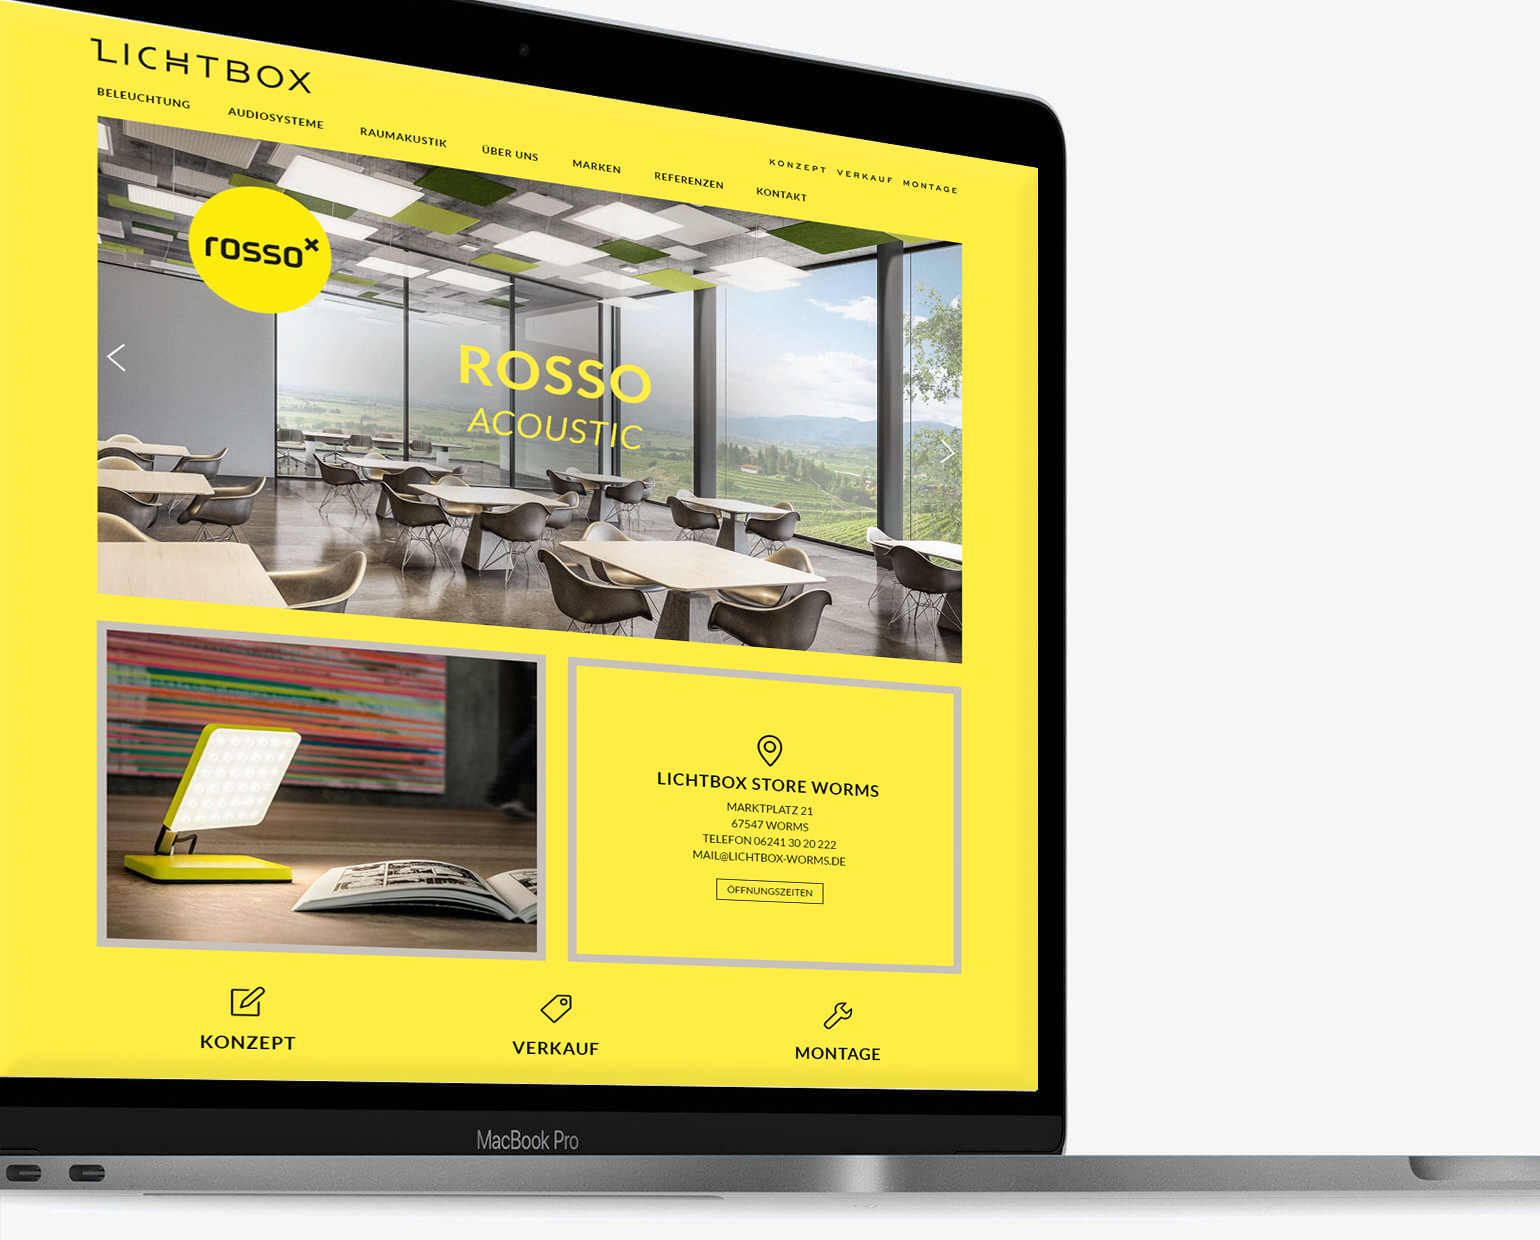 LICHTBOX
BELEUCHTUNG AUDIOSYSTEME RAUMAKUSTIK ÜBER UNS MARKEN REFERENZEN KONTAKT
KONZEPT VERKAUF MONTAGE
rossox
ROSSO
ACOUSTIC
LICHTBOX STORE WORMS
MARKTPLATZ 21
67547 WORMS
TELEFON 06241 30 20 222
MAIL@LICHTBOX-WORMS.DE
ÖFFNUNGSZEITEN
KONZEPT VERKAUF MONTAGE
MacBook Pro